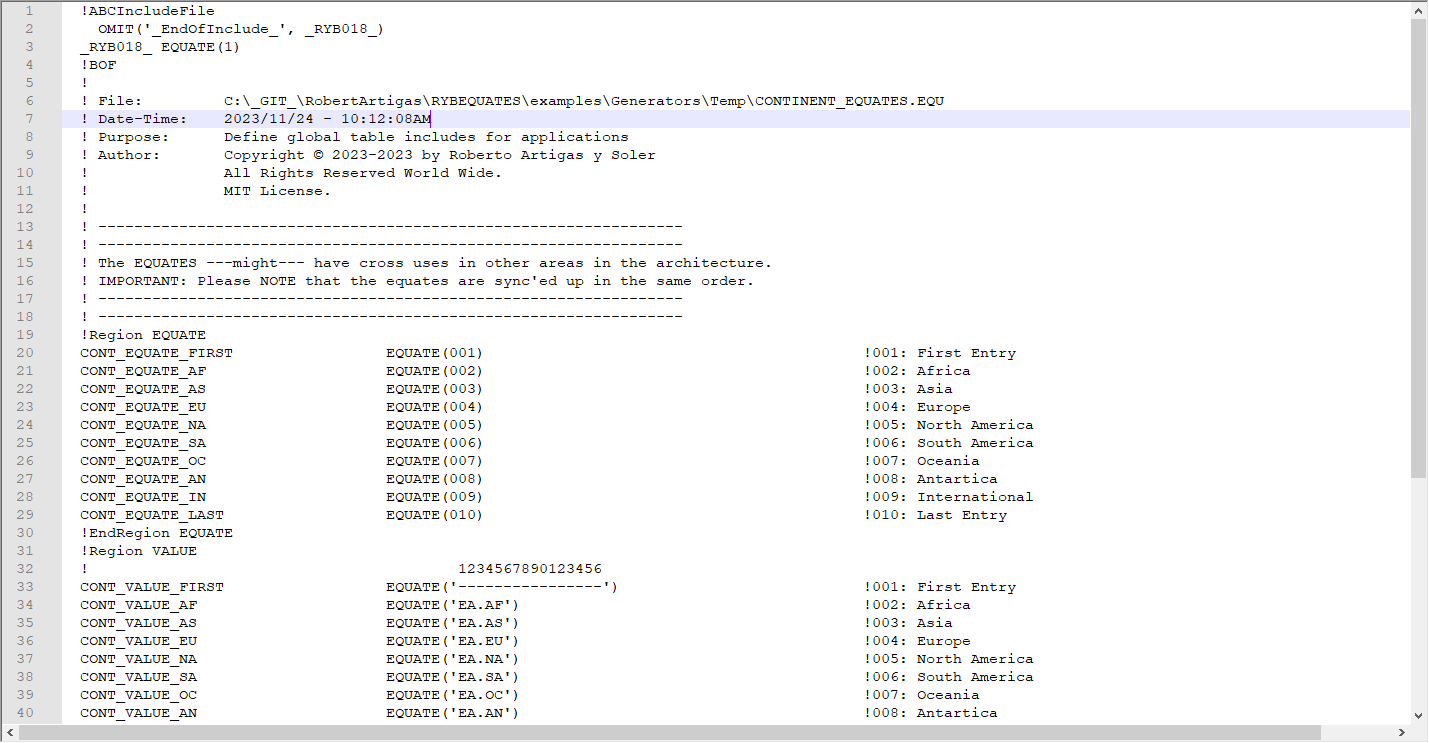 1 !ABCIncludeFile
2   OMIT('_EndOfInclude_', _RYB018_)
3 _RYB018_ EQUATE(1)
4 !BOF
5 !
6 ! File:         C:\_GIT_\RobertArtigas\RYBEQUATES\examples\Generators\Temp\CONTINENT_EQUATES.EQU
7 ! Date-Time:    2023/11/24 - 10:12:08AM
8 ! Purpose:      Define global table includes for applications
9 ! Author:       Copyright © 2023-2023 by Roberto Artigas y Soler
10 !               All Rights Reserved World Wide.
11 !               MIT License.
12 !
13 ! -----------------------------------------------------------------
14 ! -----------------------------------------------------------------
15 ! The EQUATES ---might--- have cross uses in other areas in the architecture.
16 ! IMPORTANT: Please NOTE that the equates are sync'ed up in the same order.
17 ! -----------------------------------------------------------------
18 ! -----------------------------------------------------------------
19 !Region EQUATE
20 CONT_EQUATE_FIRST                 EQUATE(001)                                          !001: First Entry
21 CONT_EQUATE_AF                    EQUATE(002)                                          !002: Africa
22 CONT_EQUATE_AS                    EQUATE(003)                                          !003: Asia
23 CONT_EQUATE_EU                    EQUATE(004)                                          !004: Europe
24 CONT_EQUATE_NA                    EQUATE(005)                                          !005: North America
25 CONT_EQUATE_SA                    EQUATE(006)                                          !006: South America
26 CONT_EQUATE_OC                    EQUATE(007)                                          !007: Oceania
27 CONT_EQUATE_AN                    EQUATE(008)                                          !008: Antartica
28 CONT_EQUATE_IN                    EQUATE(009)                                          !009: International
29 CONT_EQUATE_LAST                  EQUATE(010)                                          !010: Last Entry
30 !EndRegion EQUATE
31 !Region VALUE
32 !                                         1234567890123456
33 CONT_VALUE_FIRST                  EQUATE('----------------')                           !001: First Entry
34 CONT_VALUE_AF                     EQUATE('EA.AF')                                      !002: Africa
35 CONT_VALUE_AS                     EQUATE('EA.AS')                                      !003: Asia
36 CONT_VALUE_EU                     EQUATE('EA.EU')                                      !004: Europe
37 CONT_VALUE_NA                     EQUATE('EA.NA')                                      !005: North America
38 CONT_VALUE_SA                     EQUATE('EA.SA')                                      !006: South America
39 CONT_VALUE_OC                     EQUATE('EA.OC')                                      !007: Oceania
40 CONT_VALUE_AN                     EQUATE('EA.AN')                                      !008: Antartica